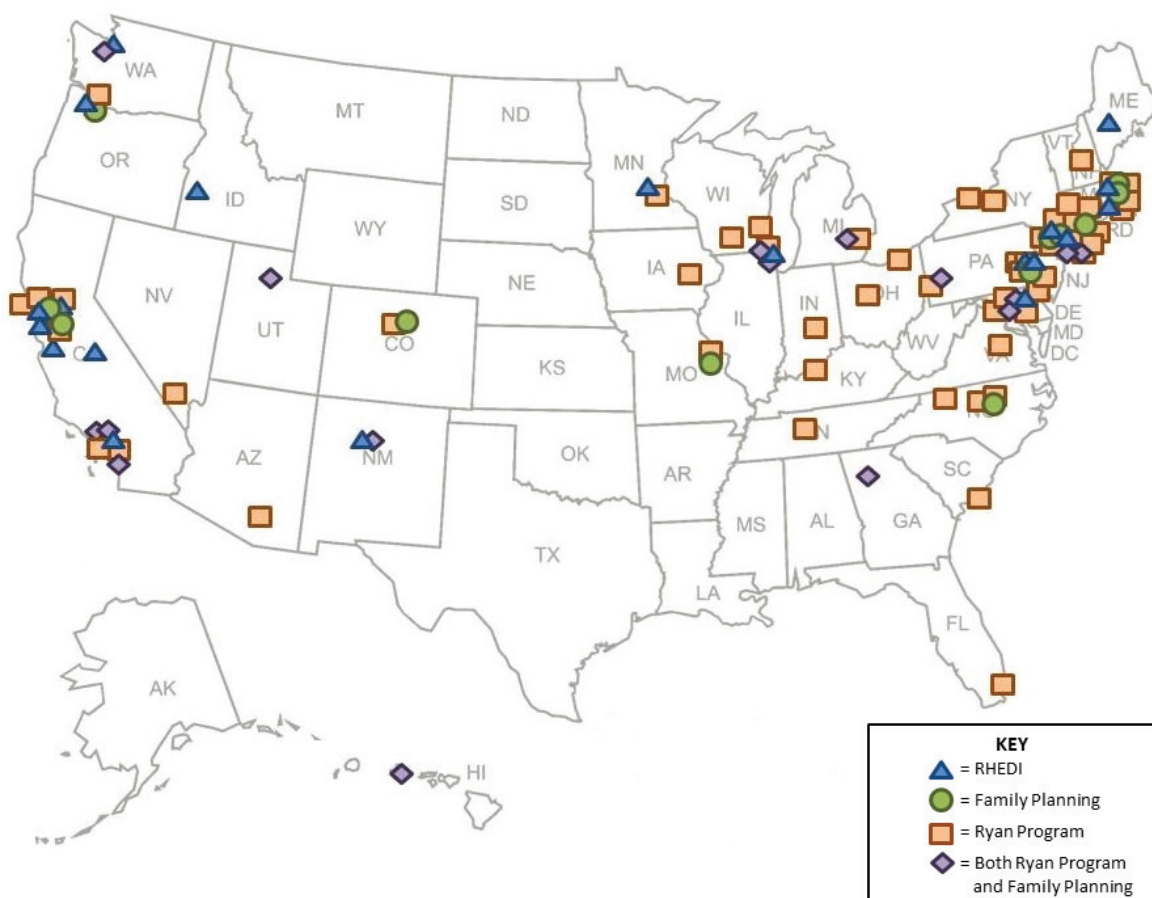 WA
MT
ND
ME
VT
OR
ID
MN
WI
NY
SD
MI
WY
RD
IA
PA
NE
NJ
NV
OH
IL
IN
UT
DE
CO
MD
WV
DC
VA
KS
MO
KY
NC
AZ
NM
OK
AR
SC
MS
AL
GA
TX
LA
FL
AK
HI
KEY
= RHEDI
= Family Planning
= Ryan Program
= Both Ryan Program
and Family Planning